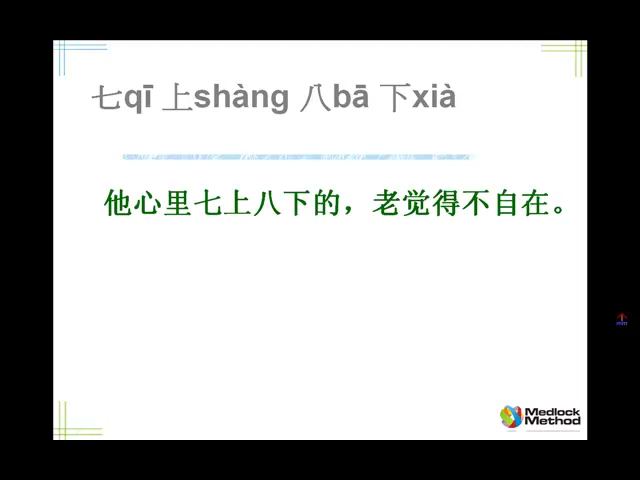 七qī 上shàng 八bā 下xià
他心里七上八下的，老觉得不自在。
Medlock
Method